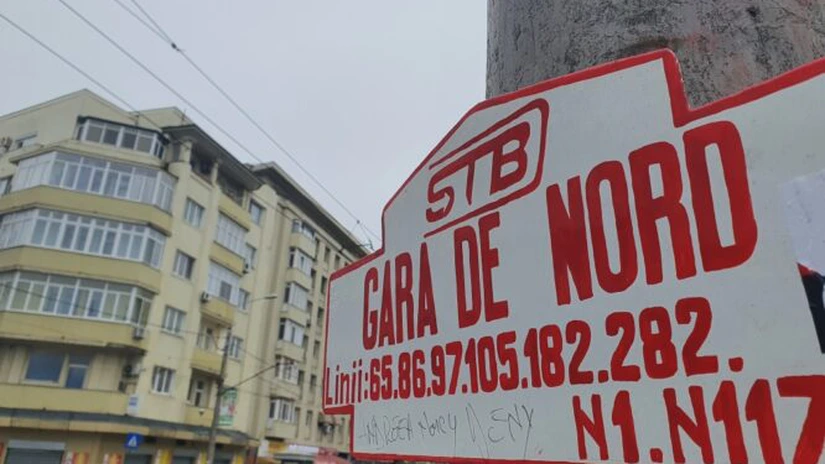 STB
GARA DE NORD
Linii:65.86.97.105.182.282.
N1.N117